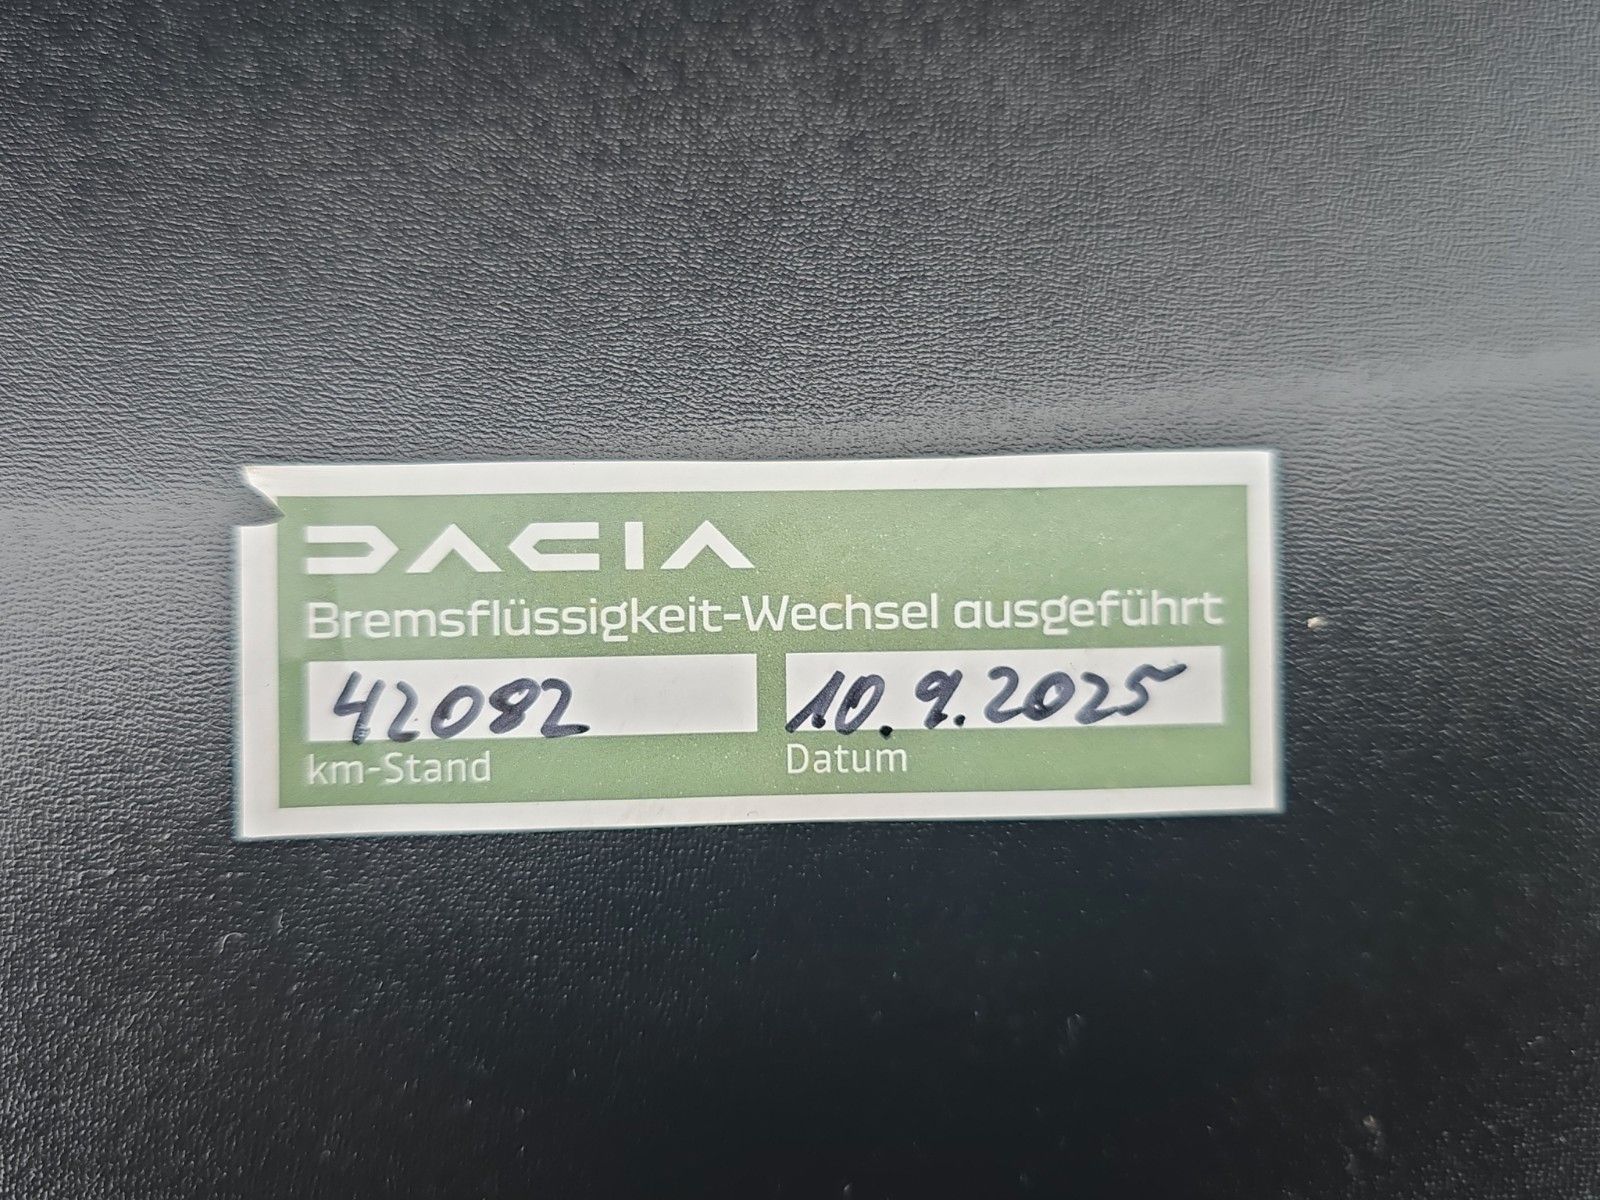 DACIA
Bremsflüssigkeit-Wechsel ausgeführt
42082 10.9.2025
km-Stand Datum